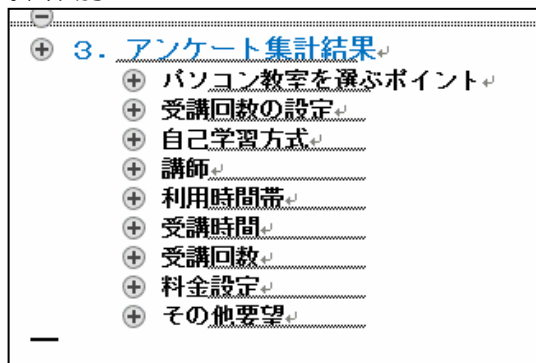 3. アンケート集計結果
パソコン教室を選ぶポイント
受講回数の設定
自己学習方式
講師
利用時間帯
受講時間
受講回数
料金設定
その他要望